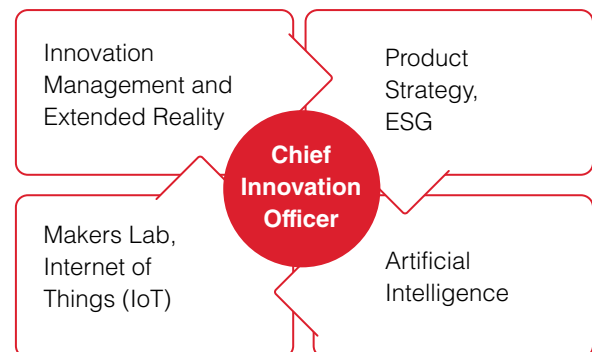 Innovation
Management and
Extended Reality
Product
Strategy,
ESG
Chief
Innovation
Officer
Makers Lab,
Internet of
Things (IoT)
Artificial
Intelligence